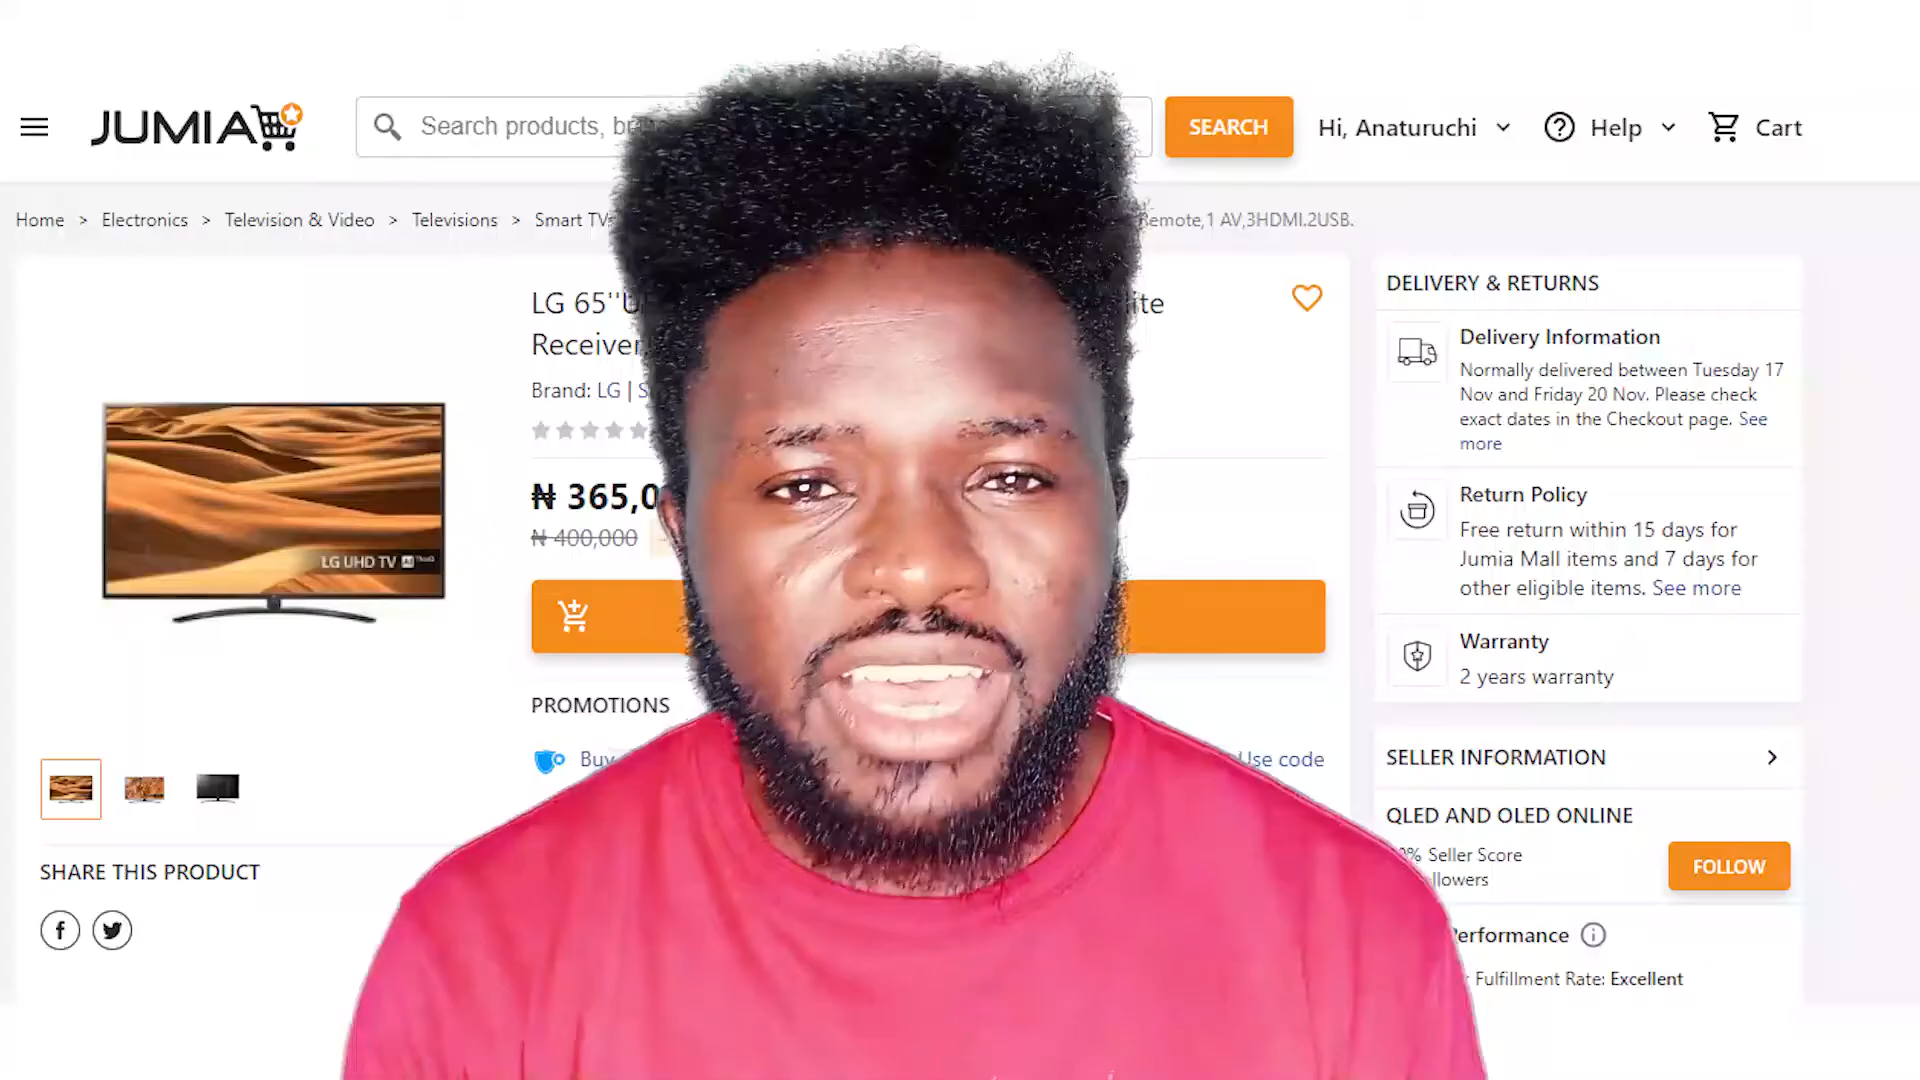 JUMIA
Search products,
SEARCH
Hi, Anaturuchi
Help
Cart
Home > Electronics > Television & Video > Televisions > Smart TVs
Remote,1 AV,3HDMI.2USB.
LG 65''U
Receiver,
Brand: LG |
₦ 365,0
₦ 400,000
LG UHD TV AI ThinQ
PROMOTIONS
Buy
Use code
SHARE THIS PRODUCT
DELIVERY & RETURNS
Delivery Information
Normally delivered between Tuesday 17
Nov and Friday 20 Nov. Please check
exact dates in the Checkout page. See
more
Return Policy
Free return within 15 days for
Jumia Mall items and 7 days for
other eligible items. See more
Warranty
2 years warranty
SELLER INFORMATION
QLED AND OLED ONLINE
% Seller Score
llowers
FOLLOW
erformance
Fulfillment Rate: Excellent